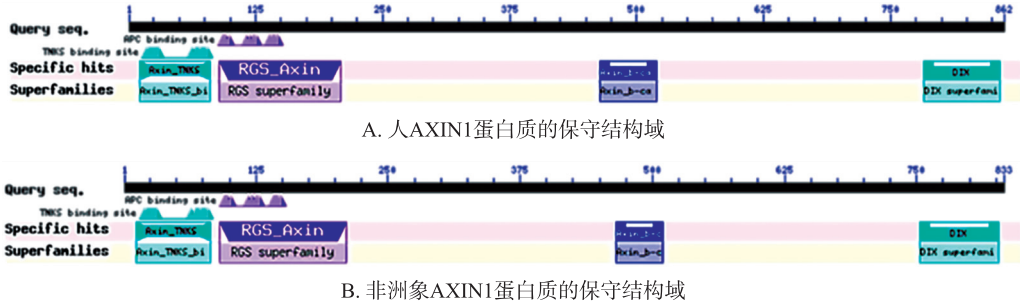 1 125 250 375 500 625 750 862
Query seq.
APC binding site
TNKS binding site
Specific hits Axin_TNKS RGS_Axin Axin_b-ca DIX
Superfamilies Axin_TNKS_bi RGS superfamily Axin_b-ca DIX superfami
A. 人AXIN1蛋白质的保守结构域
1 125 250 375 500 625 750 833
Query seq.
APC binding site
TNKS binding site
Specific hits Axin_TNKS RGS_Axin Axin_b-c DIX
Superfamilies Axin_TNKS_bi RGS superfamily Axin_b-c DIX superfami
B. 非洲象AXIN1蛋白质的保守结构域